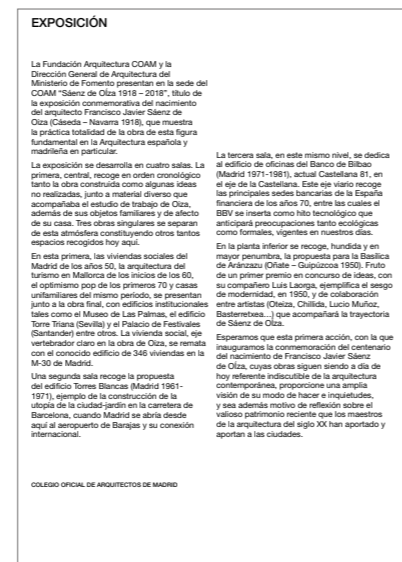 EXPOSICIÓN
La Fundación Arquitectura COAM y la
Dirección General de Arquitectura del
Ministerio de Fomento presentan en la sede del
COAM “Sáenz de OÍza 1918 – 2018”, título de
la exposición conmemorativa del nacimiento
del arquitecto Francisco Javier Sáenz de
Oiza (Cáseda – Navarra 1918), que muestra
la práctica totalidad de la obra de esta figura
fundamental en la Arquitectura española y
madrileña en particular.
La exposición se desarrolla en cuatro salas. La
primera, central, recoge en orden cronológico
tanto la obra construida como algunas ideas
no realizadas, junto a material diverso que
acompañaba el estudio de trabajo de Oiza,
además de sus objetos familiares y de afecto
de su casa. Tres obras singulares se separan
de esta atmósfera constituyendo otros tantos
espacios recogidos hoy aquí.
En esta primera, las viviendas sociales del
Madrid de los años 50, la arquitectura del
turismo en Mallorca de los inicios de los 60,
el optimismo pop de los primeros 70 y casas
unifamiliares del mismo periodo, se presentan
junto a la obra final, con edificios institucionales
tales como el Museo de Las Palmas, el edificio
Torre Triana (Sevilla) y el Palacio de Festivales
(Santander) entre otros. La vivienda social, eje
vertebrador claro en la obra de Oiza, se remata
con el conocido edificio de 346 viviendas en la
M-30 de Madrid.
Una segunda sala recoge la propuesta
del edificio Torres Blancas (Madrid 1961-
1971), ejemplo de la construcción de la
utopía de la ciudad-jardín en la carretera de
Barcelona, cuando Madrid se abría desde
aquí al aeropuerto de Barajas y su conexión
internacional.
La tercera sala, en este mismo nivel, se dedica
al edificio de oficinas del Banco de Bilbao
(Madrid 1971-1981), actual Castellana 81, en
el eje de la Castellana. Este eje viario recoge
las principales sedes bancarias de la España
financiera de los años 70, entre las cuales el
BBV se inserta como hito tecnológico que
anticipará preocupaciones tanto ecológicas
como formales, vigentes en nuestros días.
En la planta inferior se recoge, hundida y en
mayor penumbra, la propuesta para la Basílica
de Aránzazu (Oñate – Guipúzcoa 1950). Fruto
de un primer premio en concurso de ideas, con
su compañero Luis Laorga, ejemplifica el sesgo
de modernidad, en 1950, y de colaboración
entre artistas (Oteiza, Chillida, Lucio Muñoz,
Basterretxea...) que acompañará la trayectoria
de Sáenz de OÍza.
Esperamos que esta primera acción, con la que
inauguramos la conmemoración del centenario
del nacimiento de Francisco Javier Sáenz
de OÍza, cuyas obras siguen siendo a día de
hoy referente indiscutible de la arquitectura
contemporánea, proporcione una amplia
visión de su modo de hacer e inquietudes,
y sea además motivo de reflexión sobre el
valioso patrimonio reciente que los maestros
de la arquitectura del siglo XX han aportado y
aportan a las ciudades.
COLEGIO OFICIAL DE ARQUITECTOS DE MADRID